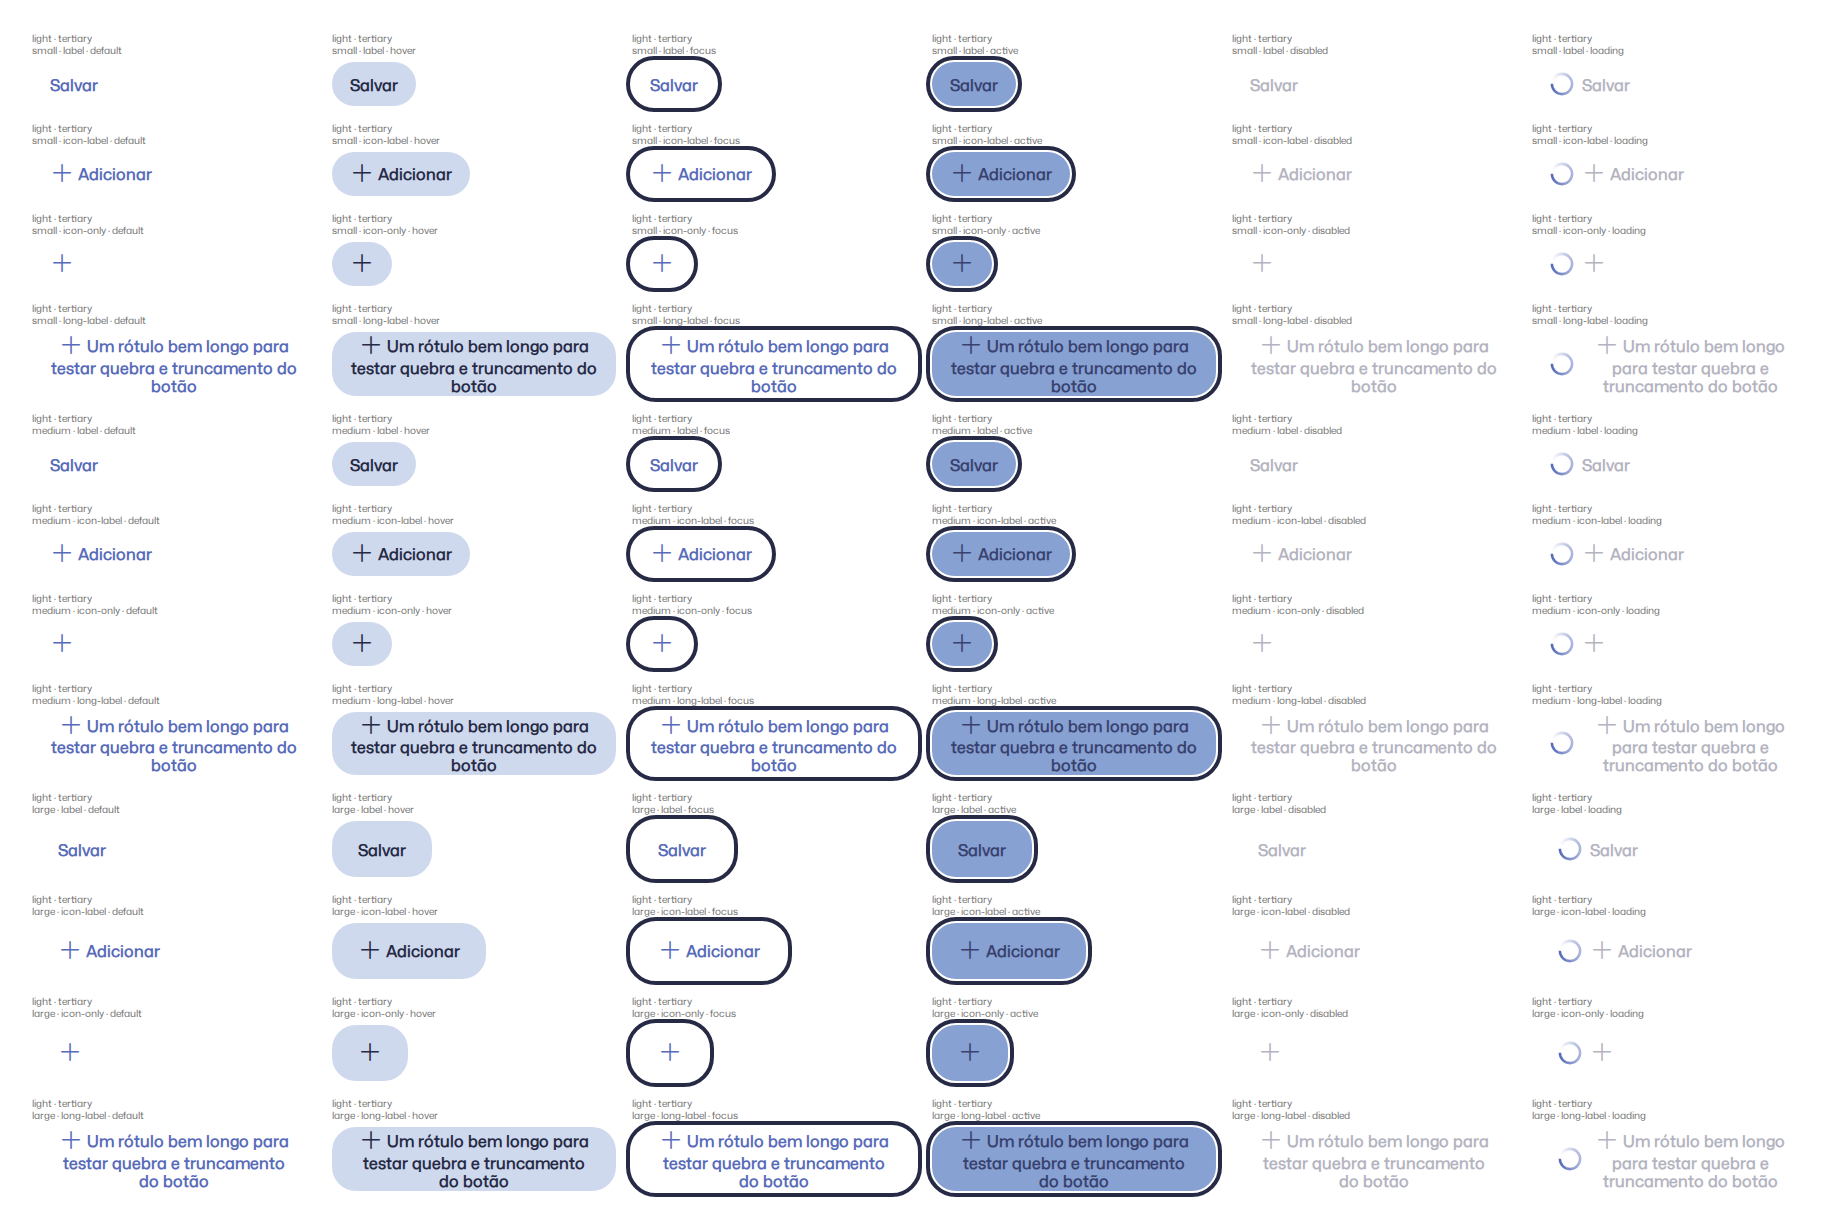 light · tertiary
small · label · default
Salvar
light · tertiary
small · label · hover
Salvar
light · tertiary
small · label · focus
Salvar
light · tertiary
small · label · active
Salvar
light · tertiary
small · label · disabled
Salvar
light · tertiary
small · label · loading
Salvar
light · tertiary
small · icon-label · default
Adicionar
light · tertiary
small · icon-label · hover
Adicionar
light · tertiary
small · icon-label · focus
Adicionar
light · tertiary
small · icon-label · active
Adicionar
light · tertiary
small · icon-label · disabled
Adicionar
light · tertiary
small · icon-label · loading
Adicionar
light · tertiary
small · icon-only · default
light · tertiary
small · icon-only · hover
light · tertiary
small · icon-only · focus
light · tertiary
small · icon-only · active
light · tertiary
small · icon-only · disabled
light · tertiary
small · icon-only · loading
light · tertiary
small · long-label · default
Um rótulo bem longo para
testar quebra e truncamento do
botão
light · tertiary
small · long-label · hover
Um rótulo bem longo para
testar quebra e truncamento do
botão
light · tertiary
small · long-label · focus
Um rótulo bem longo para
testar quebra e truncamento do
botão
light · tertiary
small · long-label · active
Um rótulo bem longo para
testar quebra e truncamento do
botão
light · tertiary
small · long-label · disabled
Um rótulo bem longo para
testar quebra e truncamento do
botão
light · tertiary
small · long-label · loading
Um rótulo bem longo
para testar quebra e
truncamento do botão
light · tertiary
medium · label · default
Salvar
light · tertiary
medium · label · hover
Salvar
light · tertiary
medium · label · focus
Salvar
light · tertiary
medium · label · active
Salvar
light · tertiary
medium · label · disabled
Salvar
light · tertiary
medium · label · loading
Salvar
light · tertiary
medium · icon-label · default
Adicionar
light · tertiary
medium · icon-label · hover
Adicionar
light · tertiary
medium · icon-label · focus
Adicionar
light · tertiary
medium · icon-label · active
Adicionar
light · tertiary
medium · icon-label · disabled
Adicionar
light · tertiary
medium · icon-label · loading
Adicionar
light · tertiary
medium · icon-only · default
light · tertiary
medium · icon-only · hover
light · tertiary
medium · icon-only · focus
light · tertiary
medium · icon-only · active
light · tertiary
medium · icon-only · disabled
light · tertiary
medium · icon-only · loading
light · tertiary
medium · long-label · default
Um rótulo bem longo para
testar quebra e truncamento do
botão
light · tertiary
medium · long-label · hover
Um rótulo bem longo para
testar quebra e truncamento do
botão
light · tertiary
medium · long-label · focus
Um rótulo bem longo para
testar quebra e truncamento do
botão
light · tertiary
medium · long-label · active
Um rótulo bem longo para
testar quebra e truncamento do
botão
light · tertiary
medium · long-label · disabled
Um rótulo bem longo para
testar quebra e truncamento do
botão
light · tertiary
medium · long-label · loading
Um rótulo bem longo
para testar quebra e
truncamento do botão
light · tertiary
large · label · default
Salvar
light · tertiary
large · label · hover
Salvar
light · tertiary
large · label · focus
Salvar
light · tertiary
large · label · active
Salvar
light · tertiary
large · label · disabled
Salvar
light · tertiary
large · label · loading
Salvar
light · tertiary
large · icon-label · default
Adicionar
light · tertiary
large · icon-label · hover
Adicionar
light · tertiary
large · icon-label · focus
Adicionar
light · tertiary
large · icon-label · active
Adicionar
light · tertiary
large · icon-label · disabled
Adicionar
light · tertiary
large · icon-label · loading
Adicionar
light · tertiary
large · icon-only · default
light · tertiary
large · icon-only · hover
light · tertiary
large · icon-only · focus
light · tertiary
large · icon-only · active
light · tertiary
large · icon-only · disabled
light · tertiary
large · icon-only · loading
light · tertiary
large · long-label · default
Um rótulo bem longo para
testar quebra e truncamento
do botão
light · tertiary
large · long-label · hover
Um rótulo bem longo para
testar quebra e truncamento
do botão
light · tertiary
large · long-label · focus
Um rótulo bem longo para
testar quebra e truncamento
do botão
light · tertiary
large · long-label · active
Um rótulo bem longo para
testar quebra e truncamento
do botão
light · tertiary
large · long-label · disabled
Um rótulo bem longo para
testar quebra e truncamento
do botão
light · tertiary
large · long-label · loading
Um rótulo bem longo
para testar quebra e
truncamento do botão